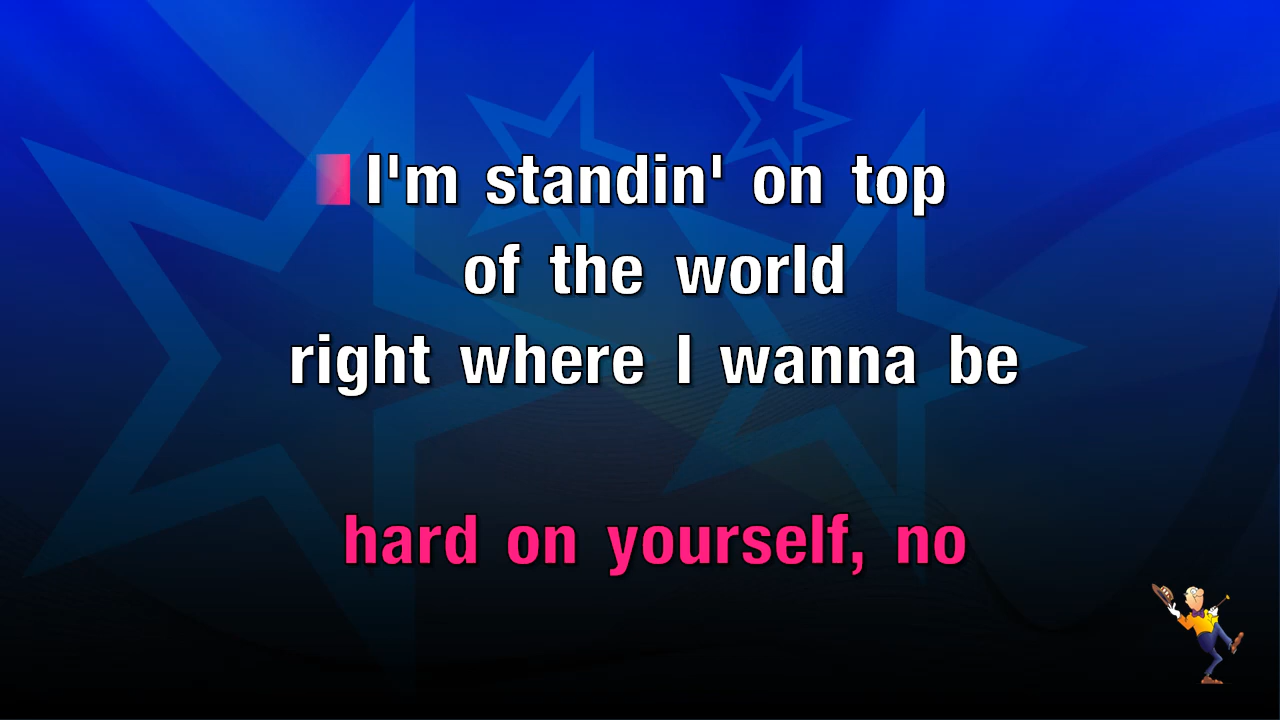 I'm standin' on top
of the world
right where I wanna be
hard on yourself, no